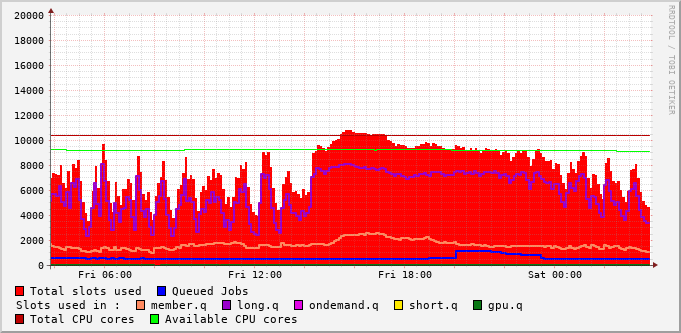 20000
18000
16000
14000
12000
10000
8000
6000
4000
2000
0
Fri 06:00 Fri 12:00 Fri 18:00 Sat 00:00
Total slots used Queued Jobs
Slots used in : member.q long.q ondemand.q short.q gpu.q
Total CPU cores Available CPU cores
RRDTOOL / TOBI OETIKER